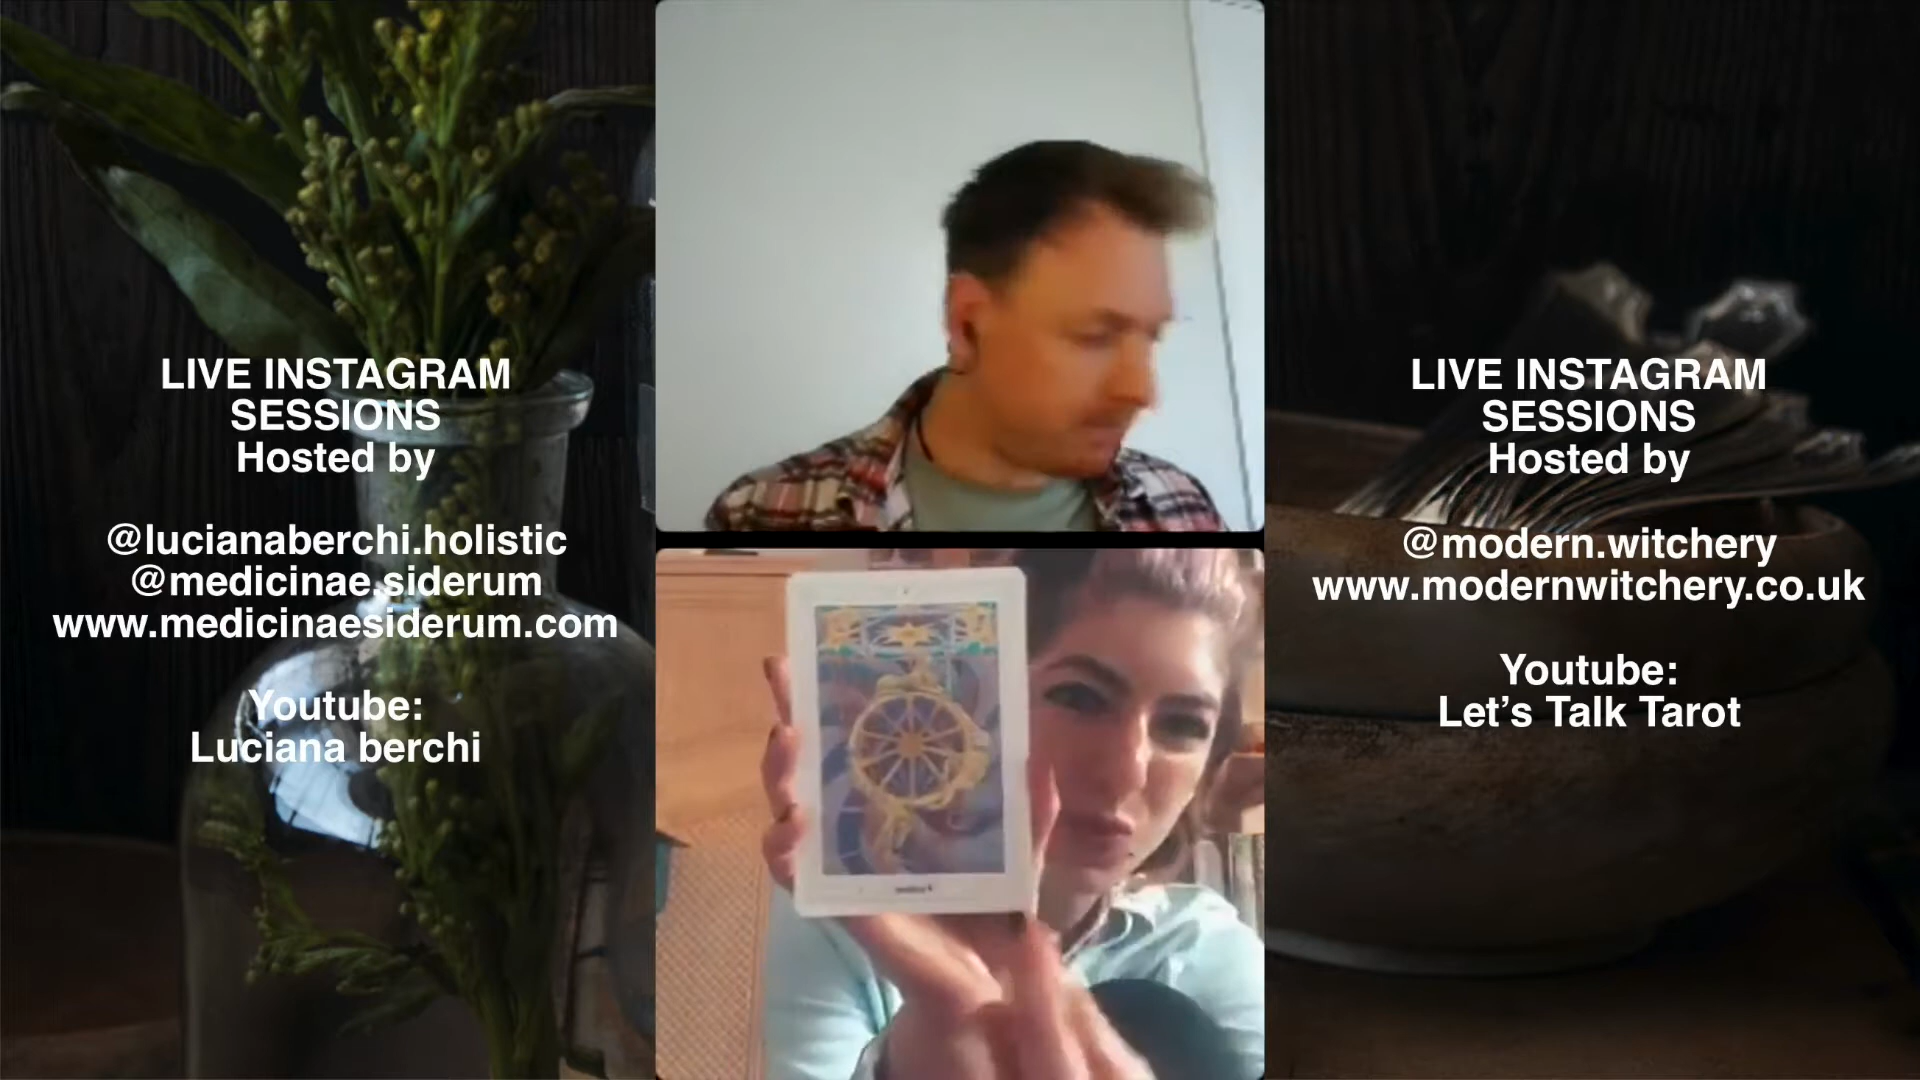 LIVE INSTAGRAM
SESSIONS
Hosted by
@lucianaberchi.holistic
@medicinae.siderum
www.medicinaesiderum.com
Youtube:
Luciana berchi
LIVE INSTAGRAM
SESSIONS
Hosted by
@modern.witchery
www.modernwitchery.co.uk
Youtube:
Let's Talk Tarot